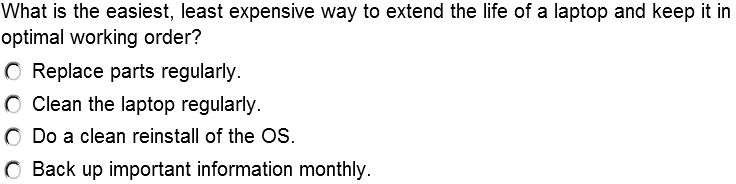 What is the easiest, least expensive way to extend the life of a laptop and keep it in
optimal working order?
Replace parts regularly.
Clean the laptop regularly.
Do a clean reinstall of the OS.
Back up important information monthly.